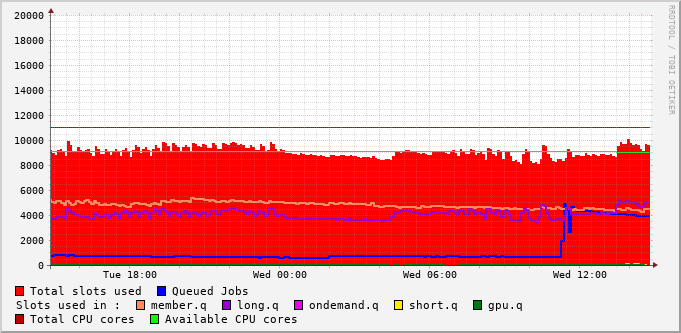 20000
18000
16000
14000
12000
10000
8000
6000
4000
2000
0
Tue 18:00 Wed 00:00 Wed 06:00 Wed 12:00
RRDTOOL / TOBI OETIKER
Total slots used Queued Jobs
Slots used in : member.q long.q ondemand.q short.q gpu.q
Total CPU cores Available CPU cores